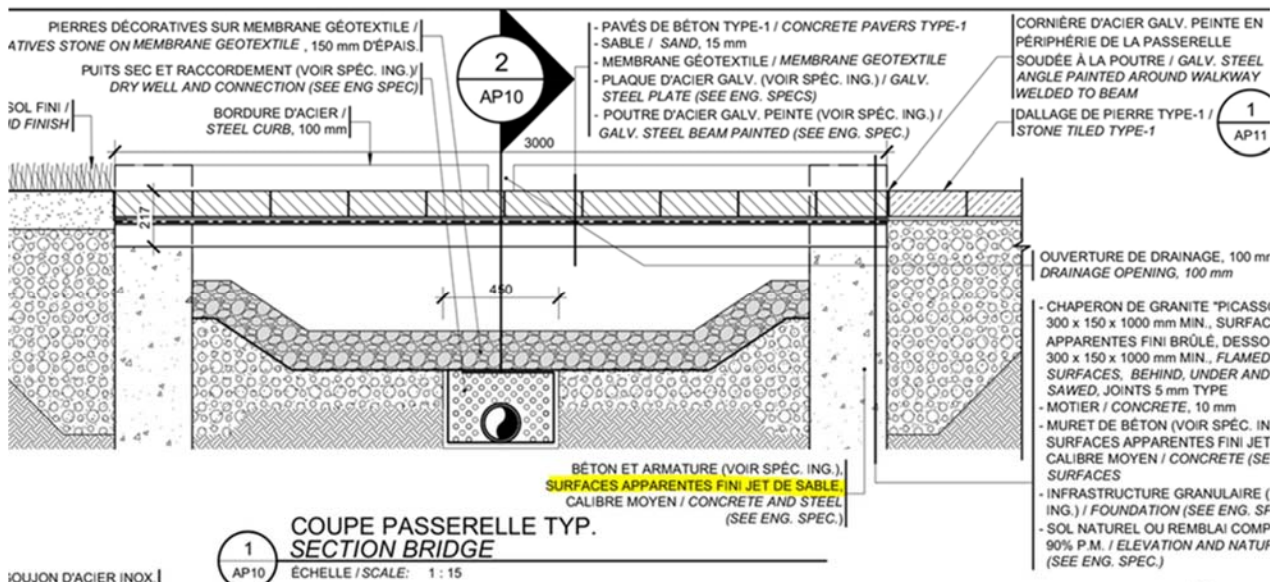 PIERRES DÉCORATIVES SUR MEMBRANE GÉOTEXTILE /
ATIVES STONE ON MEMBRANE GEOTEXTILE , 150 mm D'ÉPAIS.
PUITS SEC ET RACCORDEMENT (VOIR SPÉC. ING.)/
DRY WELL AND CONNECTION (SEE ENG SPEC)
SOL FINI /
D FINISH
BORDURE D'ACIER /
STEEL CURB, 100 mm
2
AP10
- PAVÉS DE BÉTON TYPE-1 / CONCRETE PAVERS TYPE-1
- SABLE / SAND, 15 mm
- MEMBRANE GÉOTEXTILE / MEMBRANE GEOTEXTILE
- PLAQUE D'ACIER GALV. (VOIR SPÉC. ING.) / GALV.
STEEL PLATE (SEE ENG. SPECS)
- POUTRE D'ACIER GALV. PEINTE (VOIR SPÉC. ING.) /
GALV. STEEL BEAM PAINTED (SEE ENG. SPEC.)
CORNIÈRE D'ACIER GALV. PEINTE EN
PÉRIPHÉRIE DE LA PASSERELLE
SOUDÉE À LA POUTRE / GALV. STEEL
ANGLE PAINTED AROUND WALKWAY
WELDED TO BEAM
DALLAGE DE PIERRE TYPE-1 /
STONE TILED TYPE-1
1
AP11
3000
217
450
OUVERTURE DE DRAINAGE, 100 mm
DRAINAGE OPENING, 100 mm
- CHAPERON DE GRANITE "PICASSO
300 x 150 x 1000 mm MIN., SURFAC
APPARENTES FINI BRÛLÉ, DESSO
300 x 150 x 1000 mm MIN., FLAMED
SURFACES, BEHIND, UNDER AND
SAWED, JOINTS 5 mm TYPE
- MOTIER / CONCRETE, 10 mm
- MURET DE BÉTON (VOIR SPÉC. IN
SURFACES APPARENTES FINI JET
CALIBRE MOYEN / CONCRETE (SE
SURFACES
- INFRASTRUCTURE GRANULAIRE (
ING.) / FOUNDATION (SEE ENG. SP
- SOL NATUREL OU REMBLAI COMP
90% P.M. / ELEVATION AND NATUR
(SEE ENG. SPEC.)
BÉTON ET ARMATURE (VOIR SPÉC. ING.),
SURFACES APPARENTES FINI JET DE SABLE,
CALIBRE MOYEN / CONCRETE AND STEEL
(SEE ENG. SPEC.)
1
AP10
COUPE PASSERELLE TYP.
SECTION BRIDGE
ÉCHELLE / SCALE: 1 : 15
GOUJON D'ACIER INOX.